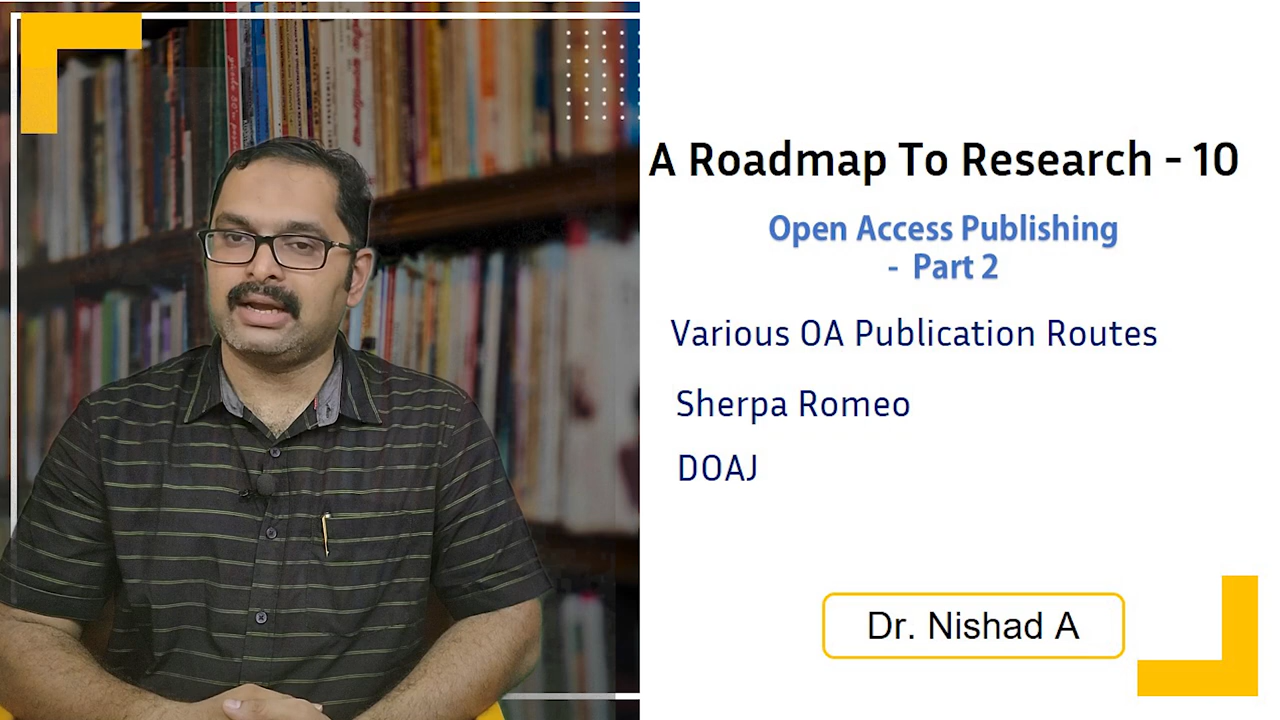 A Roadmap To Research - 10
Open Access Publishing
- Part 2
Various OA Publication Routes
Sherpa Romeo
DOAJ
Dr. Nishad A